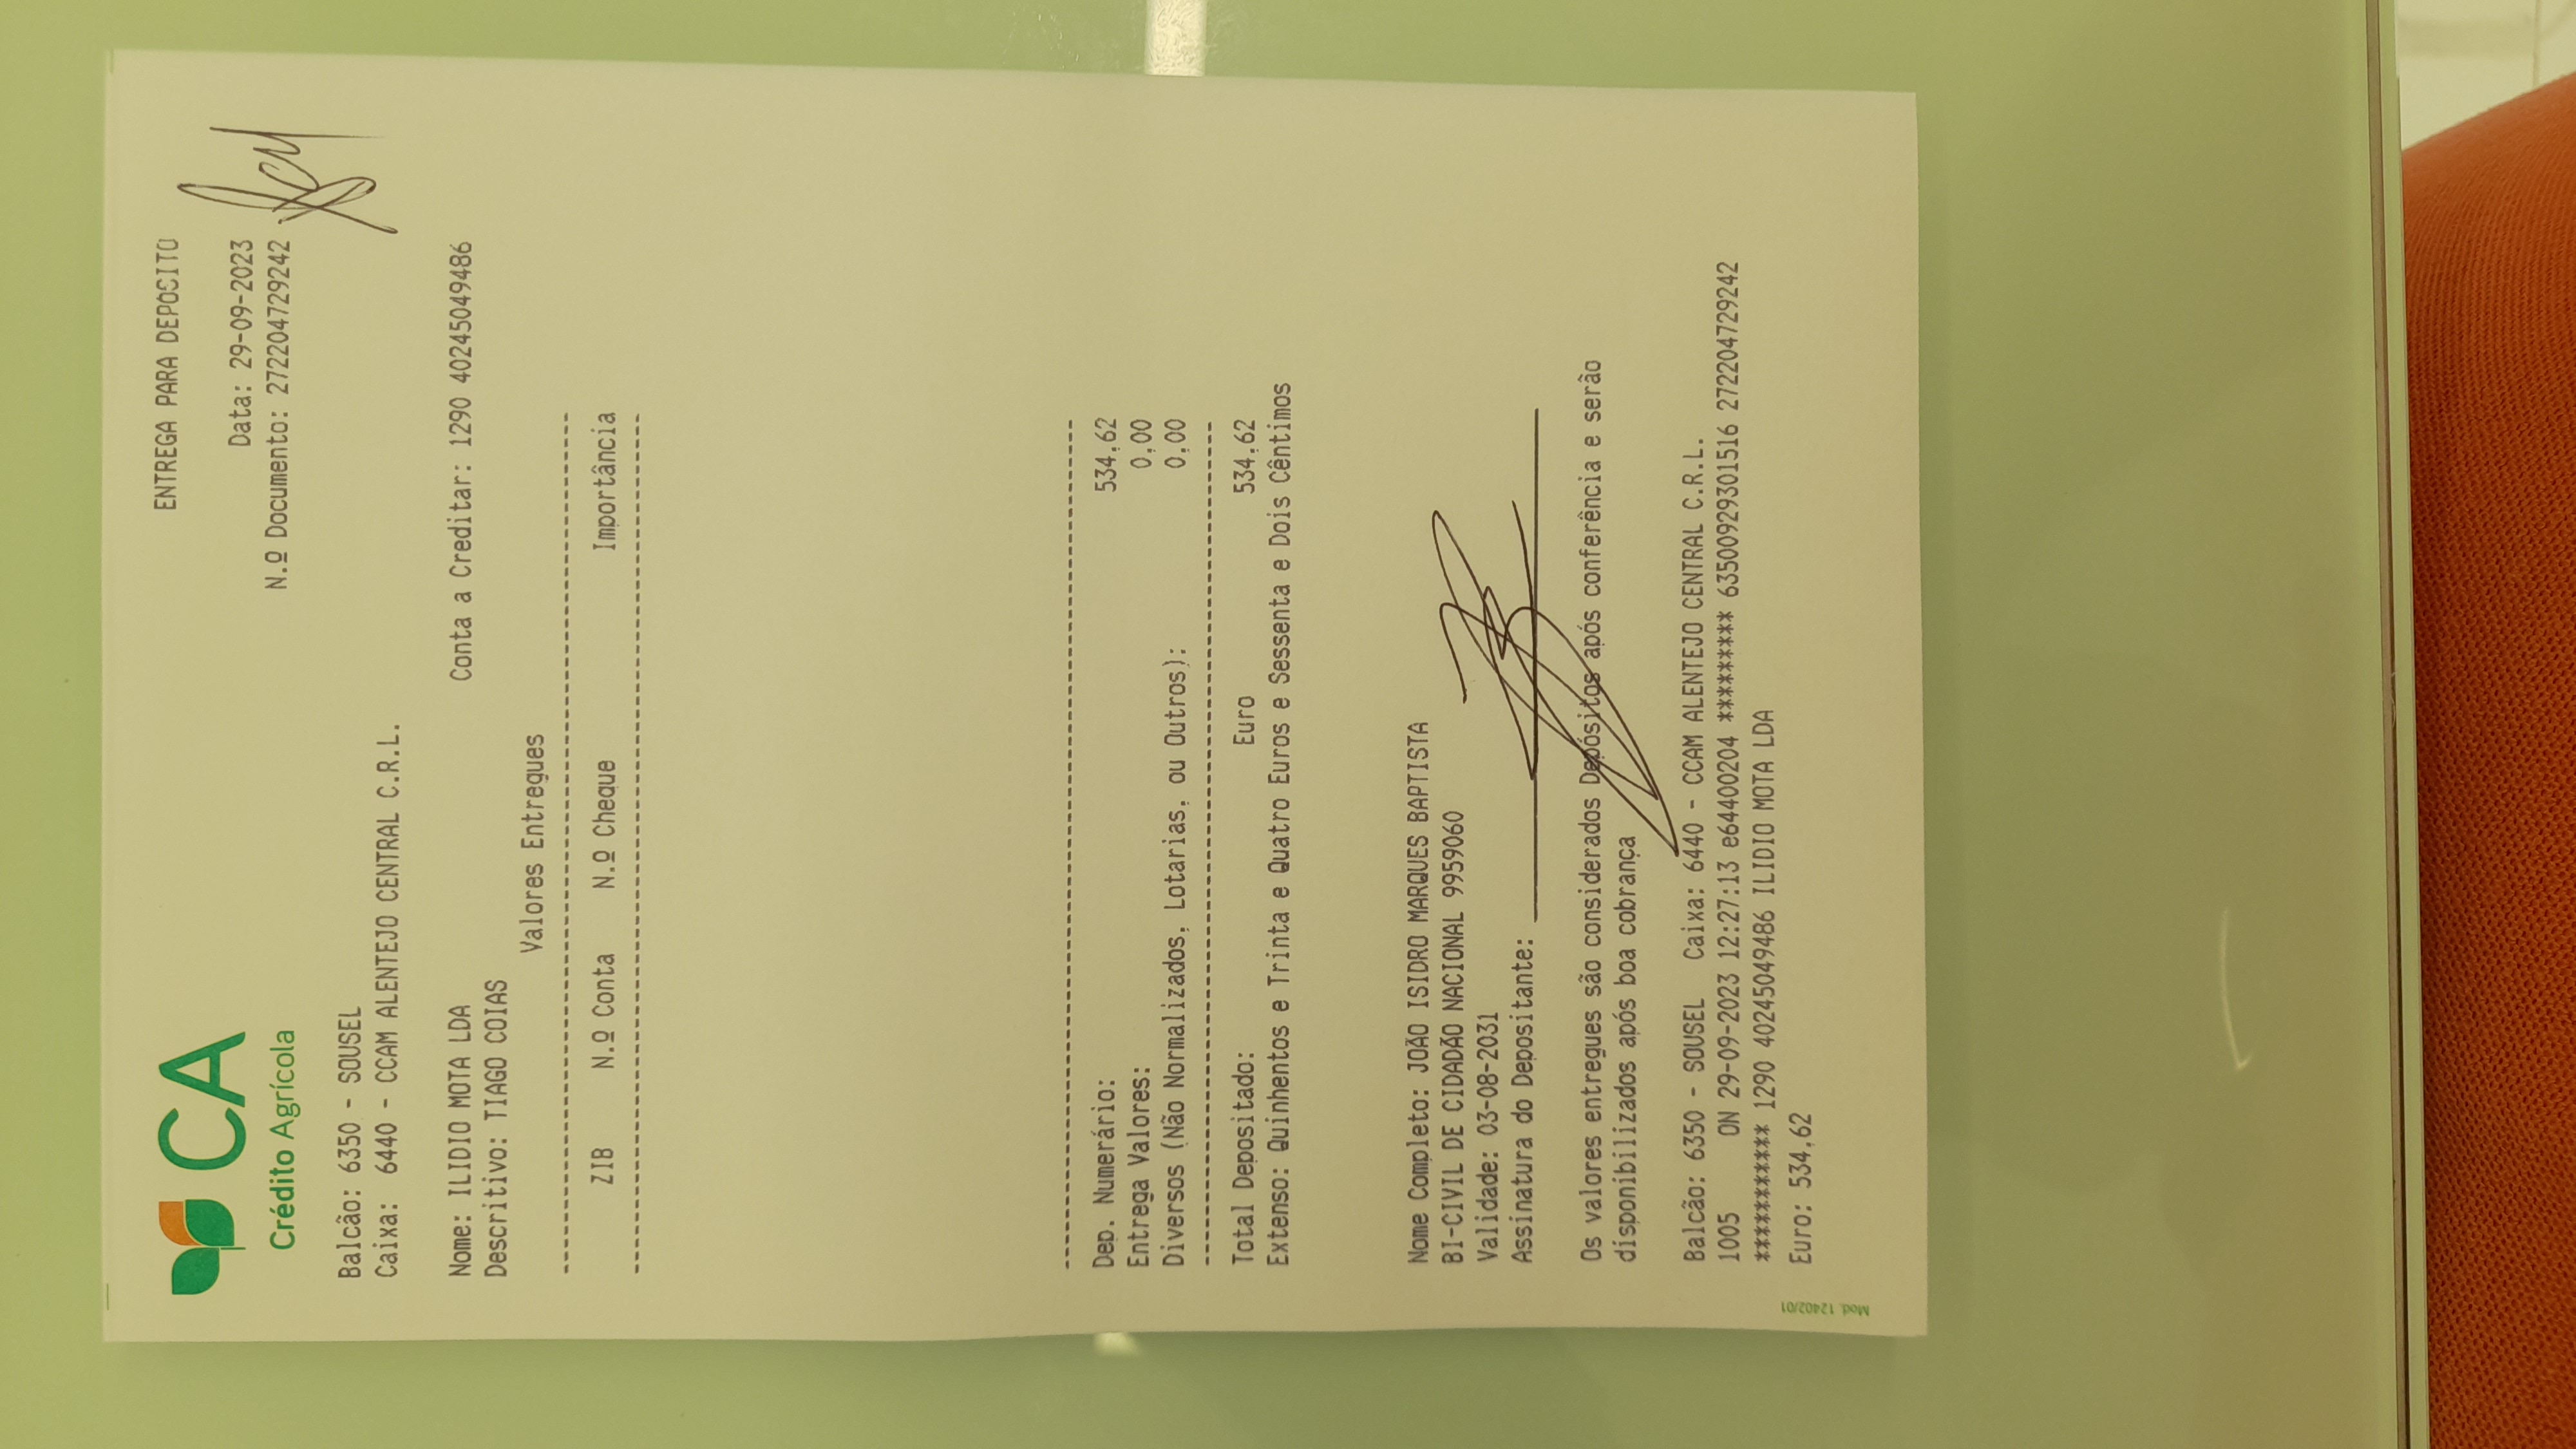 CA
Crédito Agrícola
ENTREGA PARA DEPOSITO
Data: 29-09-2023
N.º Documento: 272204729242
Balcão: 6350 - SOUSEL
Caixa: 6440 - CCAM ALENTEJO CENTRAL C.R.L.
Nome: ILIDIO MOTA LDA Conta a Creditar: 1290 40245049486
Descritivo: TIAGO COIAS
Valores Entregues
ZIB N.º Conta N.º Cheque Importância
Dep. Numerário: 534,62
Entrega Valores: 0,00
Diversos (Não Normalizados, Lotarias, ou Outros): 0,00
Total Depositado: Euro 534,62
Extenso: Quinhentos e Trinta e Quatro Euros e Sessenta e Dois Cêntimos
Nome Completo: JOÃO ISIDRO MARQUES BAPTISTA
BI-CIVIL DE CIDADÃO NACIONAL 9959060
Validade: 03-08-2031
Assinatura do Depositante:
Os valores entregues são considerados Depósitos após conferência e serão
disponibilizados após boa cobrança
Balcão: 6350 - SOUSEL Caixa: 6440 - CCAM ALENTEJO CENTRAL C.R.L.
1005 ON 29-09-2023 12:27:13 e64400204 ******** 6350092930151​6 272204729242
*********** 1290 40245049486 ILIDIO MOTA LDA
Euro: 534,62
Mod. 12402/01